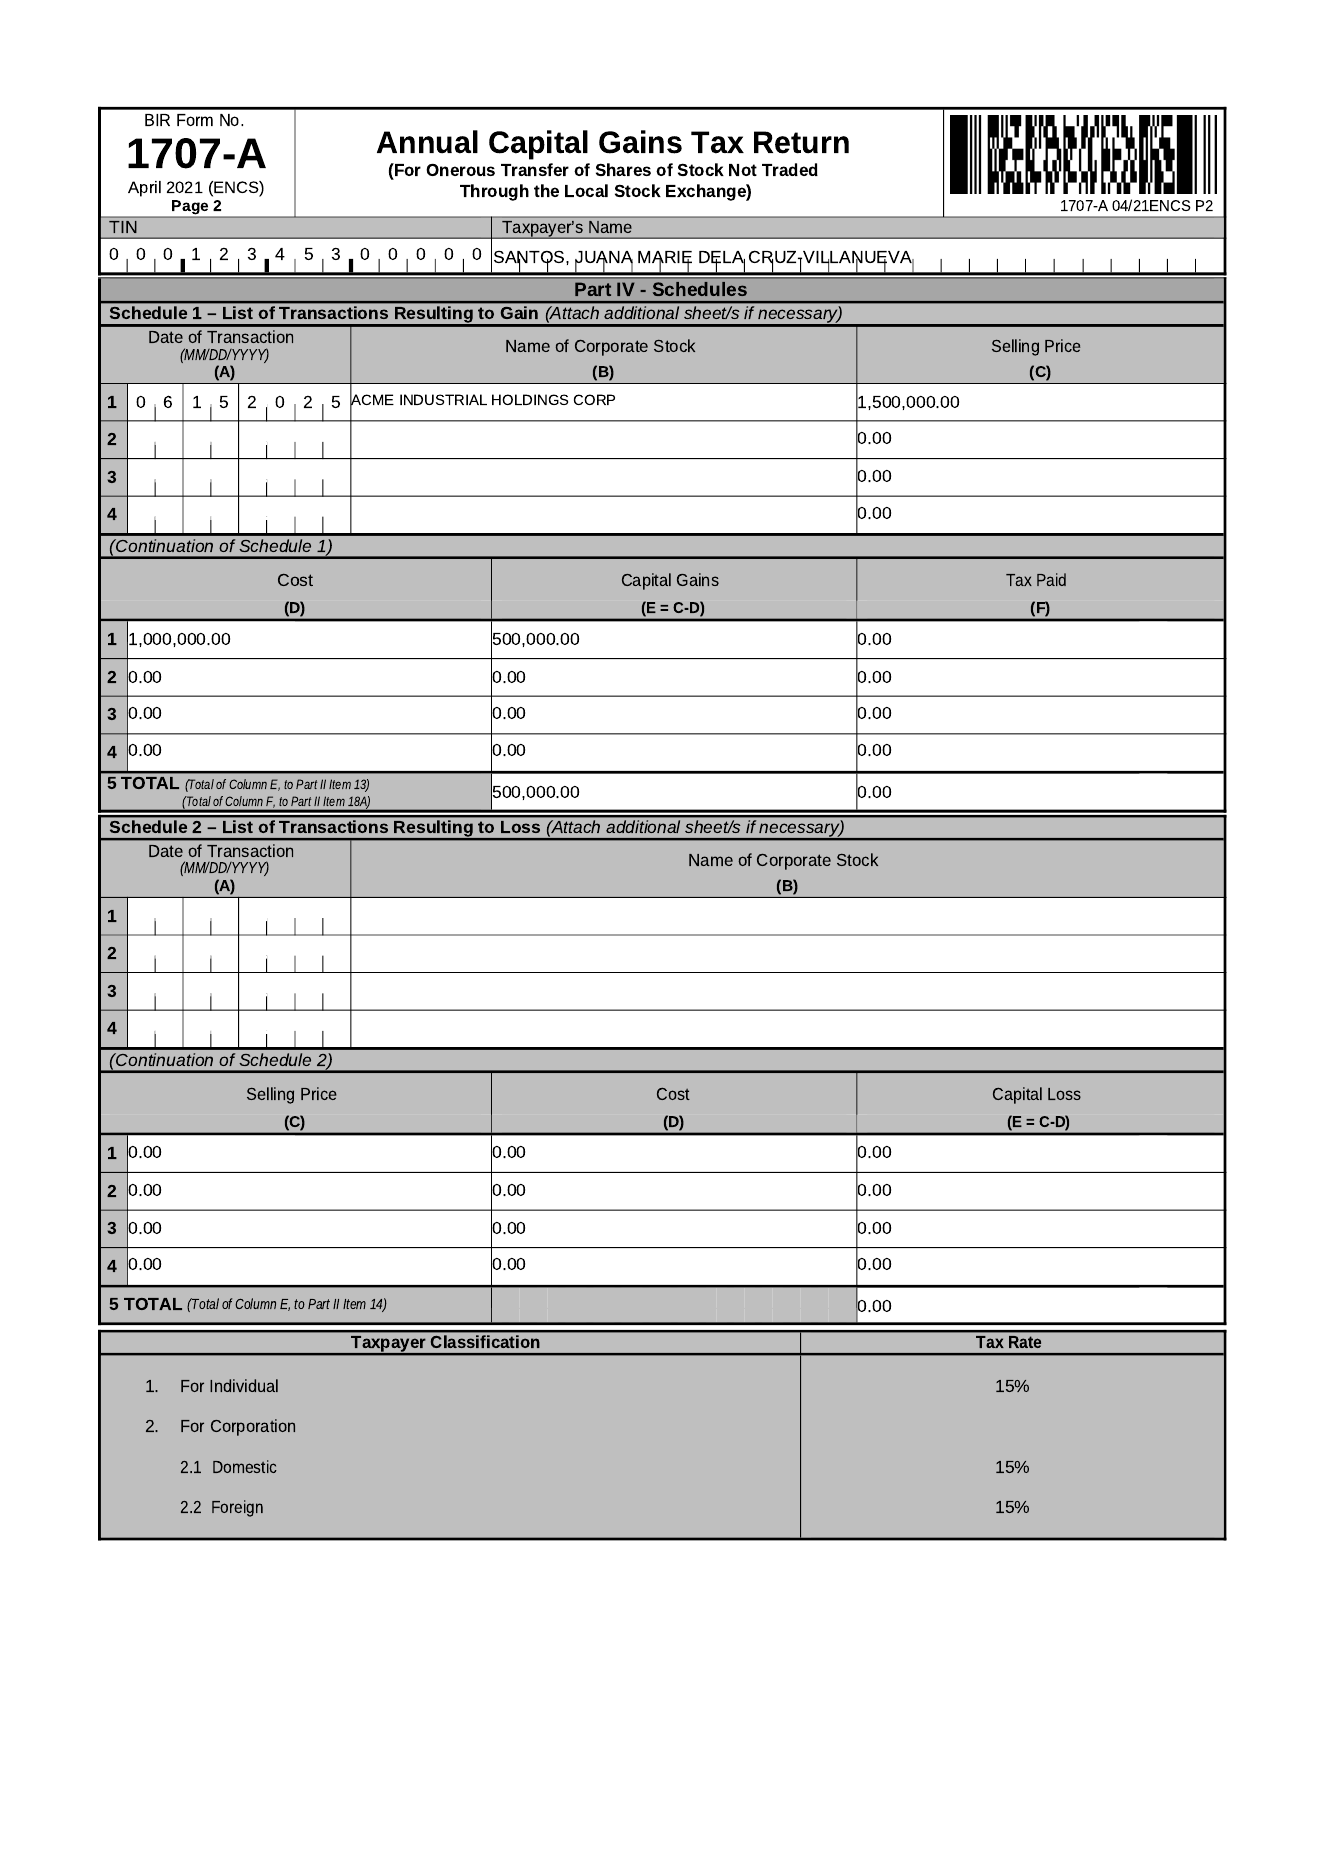 BIR Form No.
1707-A
April 2021 (ENCS)
Page 2
Annual Capital Gains Tax Return
(For Onerous Transfer of Shares of Stock Not Traded
Through the Local Stock Exchange)
1707-A 04/21ENCS P2
TIN Taxpayer's Name
0 0 0 1 2 3 4 5 3 0 0 0 0 0 SANTOS, JUANA MARIE DELA CRUZ-VILLANUEVA
Part IV - Schedules
Schedule 1 – List of Transactions Resulting to Gain (Attach additional sheet/s if necessary)
Date of Transaction
(MM/DD/YYYY)
(A)
Name of Corporate Stock
(B)
Selling Price
(C)
1 0 6 1 5 2 0 2 5 ACME INDUSTRIAL HOLDINGS CORP 1,500,000.00
2 0.00
3 0.00
4 0.00
(Continuation of Schedule 1)
Cost Capital Gains Tax Paid
(D) (E = C-D) (F)
1 1,000,000.00 500,000.00 0.00
2 0.00 0.00 0.00
3 0.00 0.00 0.00
4 0.00 0.00 0.00
5 TOTAL (Total of Column E, to Part II Item 13)
(Total of Column F, to Part II Item 18A)
500,000.00 0.00
Schedule 2 – List of Transactions Resulting to Loss (Attach additional sheet/s if necessary)
Date of Transaction
(MM/DD/YYYY)
(A)
Name of Corporate Stock
(B)
1
2
3
4
(Continuation of Schedule 2)
Selling Price Cost Capital Loss
(C) (D) (E = C-D)
1 0.00 0.00 0.00
2 0.00 0.00 0.00
3 0.00 0.00 0.00
4 0.00 0.00 0.00
5 TOTAL (Total of Column E, to Part II Item 14) 0.00
Taxpayer Classification Tax Rate
1. For Individual 15%
2. For Corporation
2.1 Domestic 15%
2.2 Foreign 15%